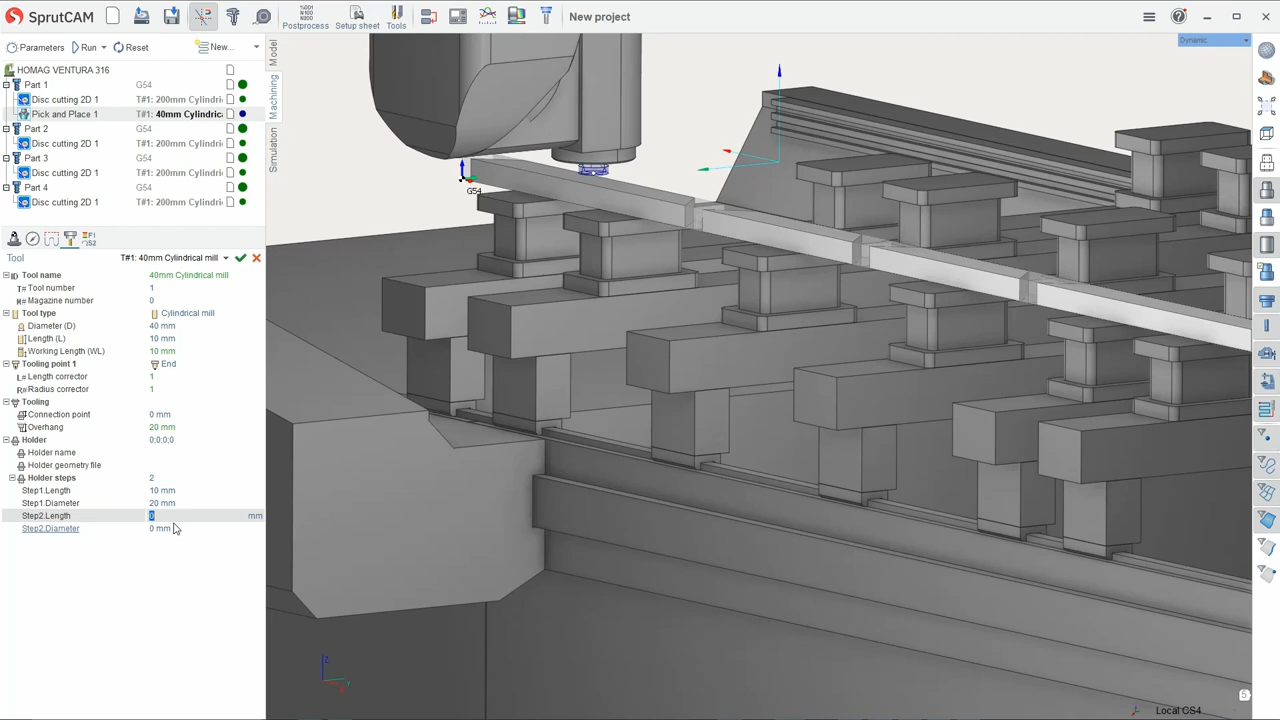 SprutCAM
%0001
N100
N200
Postprocess
Setup sheet
Tools
New project
Parameters
Run
Reset
New...
Model
Machining
Simulation
Dynamic
HOMAG VENTURA 316
Part 1 G54
Disc cutting 2D 1 T#1: 200mm Cylindri
Pick and Place 1 T#1: 40mm Cylindric
Part 2 G54
Disc cutting 2D 1 T#1: 200mm Cylindri
Part 3 G54
Disc cutting 2D 1 T#1: 200mm Cylindri
Part 4 G54
Disc cutting 2D 1 T#1: 200mm Cylindri
Tool T#1: 40mm Cylindrical mill
Tool name 40mm Cylindrical mill
T# Tool number 1
M# Magazine number 0
Tool type Cylindrical mill
Diameter (D) 40 mm
Length (L) 10 mm
Working Length (WL) 10 mm
Tooling point 1 End
L# Length corrector 1
R# Radius corrector 1
Tooling
Connection point 0 mm
Overhang 20 mm
Holder 0;0;0;0
Holder name
Holder geometry file
Holder steps 2
Step1.Length 10 mm
Step1.Diameter 20 mm
Step2.Length 0 mm
Step2.Diameter 0 mm
G54
Z
Y
X
Local CS4